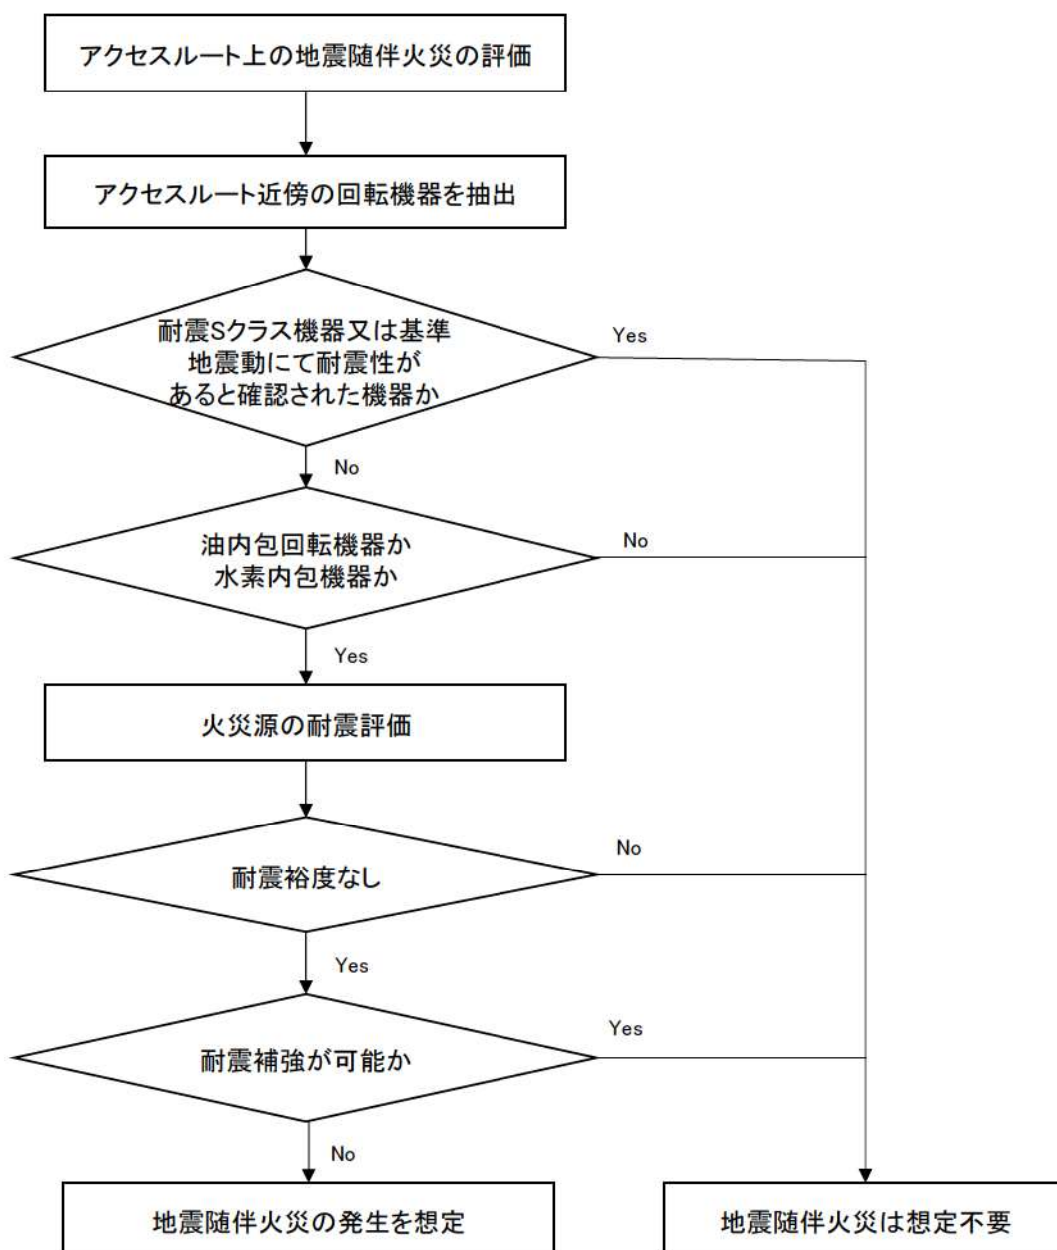 アクセスルート上の地震随伴火災の評価
アクセスルート近傍の回転機器を抽出
耐震Sクラス機器又は基準
地震動にて耐震性が
あると確認された機器か
Yes
No
油内包回転機器か
水素内包機器か
No
Yes
火災源の耐震評価
耐震裕度なし
No
Yes
耐震補強が可能か
Yes
No
地震随伴火災の発生を想定
地震随伴火災は想定不要